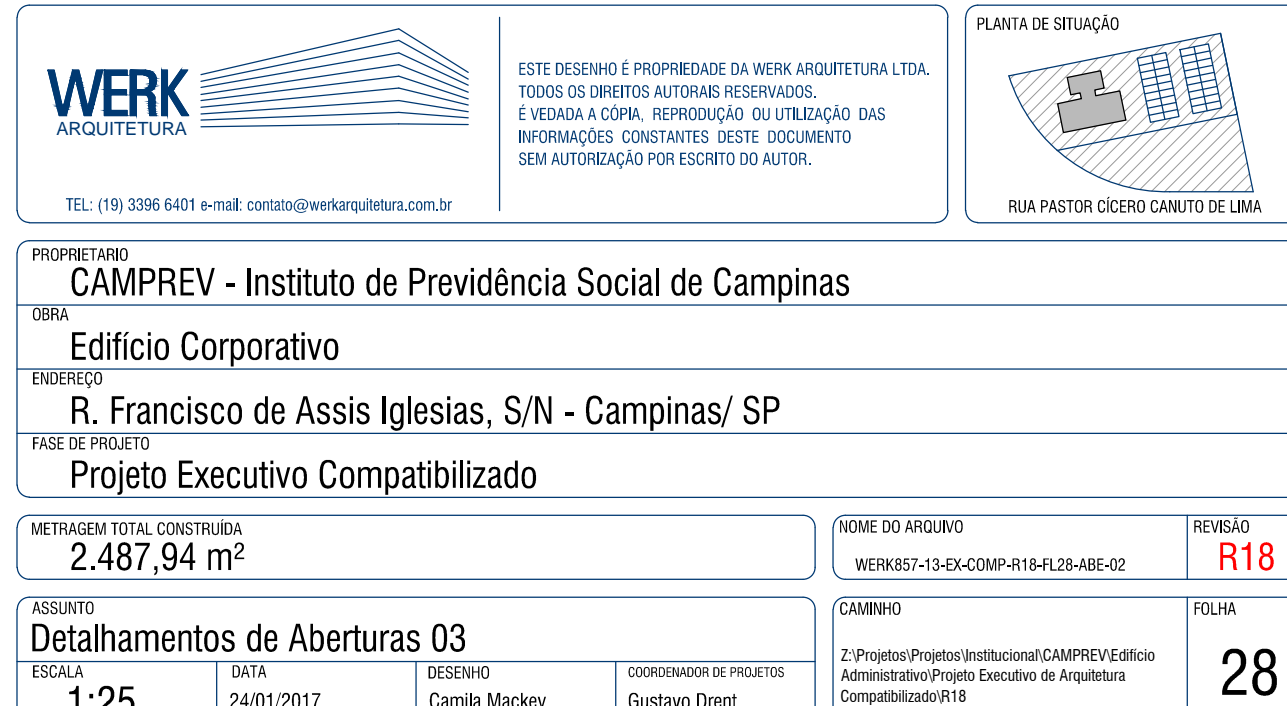 WERK
ARQUITETURA
TEL: (19) 3396 6401 e-mail: contato@werkarquitetura.com.br
ESTE DESENHO É PROPRIEDADE DA WERK ARQUITETURA LTDA.
TODOS OS DIREITOS AUTORAIS RESERVADOS.
É VEDADA A CÓPIA, REPRODUÇÃO OU UTILIZAÇÃO DAS
INFORMAÇÕES CONSTANTES DESTE DOCUMENTO
SEM AUTORIZAÇÃO POR ESCRITO DO AUTOR.
PLANTA DE SITUAÇÃO
RUA PASTOR CÍCERO CANUTO DE LIMA
PROPRIETARIO
CAMPREV - Instituto de Previdência Social de Campinas
OBRA
Edifício Corporativo
ENDEREÇO
R. Francisco de Assis Iglesias, S/N - Campinas/ SP
FASE DE PROJETO
Projeto Executivo Compatibilizado
METRAGEM TOTAL CONSTRUÍDA
2.487,94 m²
NOME DO ARQUIVO
WERK857-13-EX-COMP-R18-FL28-ABE-02
REVISÃO
R18
ASSUNTO
Detalhamentos de Aberturas 03
ESCALA
1:25
DATA
24/01/2017
DESENHO
Camila Mackey
COORDENADOR DE PROJETOS
Gustavo Drent
CAMINHO
Z:\Projetos\Projetos\Institucional\CAMPREV\Edifício
Administrativo\Projeto Executivo de Arquitetura
Compatibilizado\R18
FOLHA
28